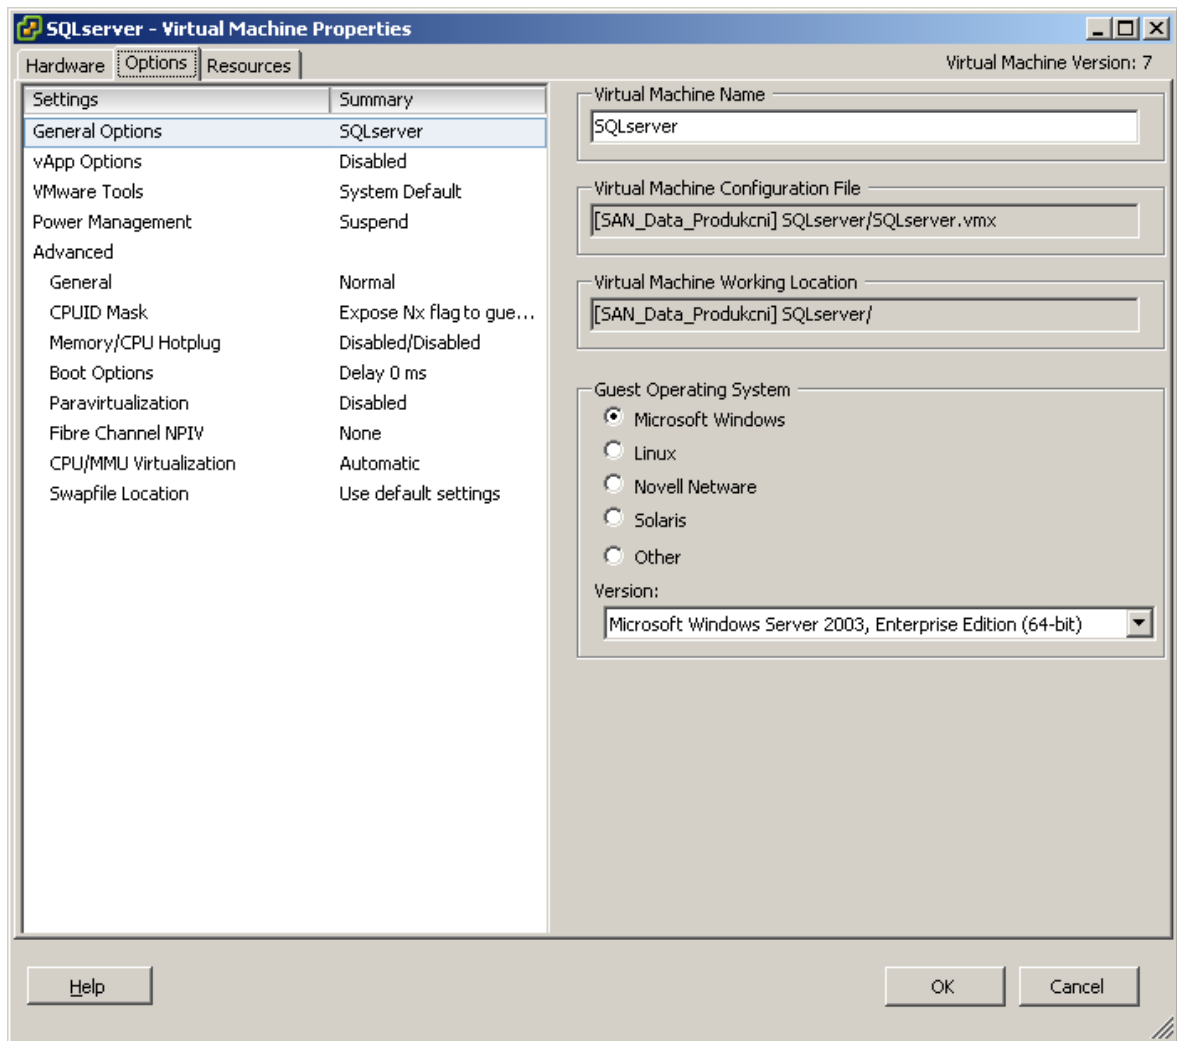 SQLserver - Virtual Machine Properties
Hardware Options Resources Virtual Machine Version: 7
Settings Summary
General Options SQLserver
vApp Options Disabled
VMware Tools System Default
Power Management Suspend
Advanced
General Normal
CPUID Mask Expose Nx flag to gue...
Memory/CPU Hotplug Disabled/Disabled
Boot Options Delay 0 ms
Paravirtualization Disabled
Fibre Channel NPIV None
CPU/MMU Virtualization Automatic
Swapfile Location Use default settings
Virtual Machine Name
SQLserver
Virtual Machine Configuration File
[SAN_Data_Produkcni] SQLserver/SQLserver.vmx
Virtual Machine Working Location
[SAN_Data_Produkcni] SQLserver/
Guest Operating System
Microsoft Windows
Linux
Novell Netware
Solaris
Other
Version:
Microsoft Windows Server 2003, Enterprise Edition (64-bit)
Help OK Cancel